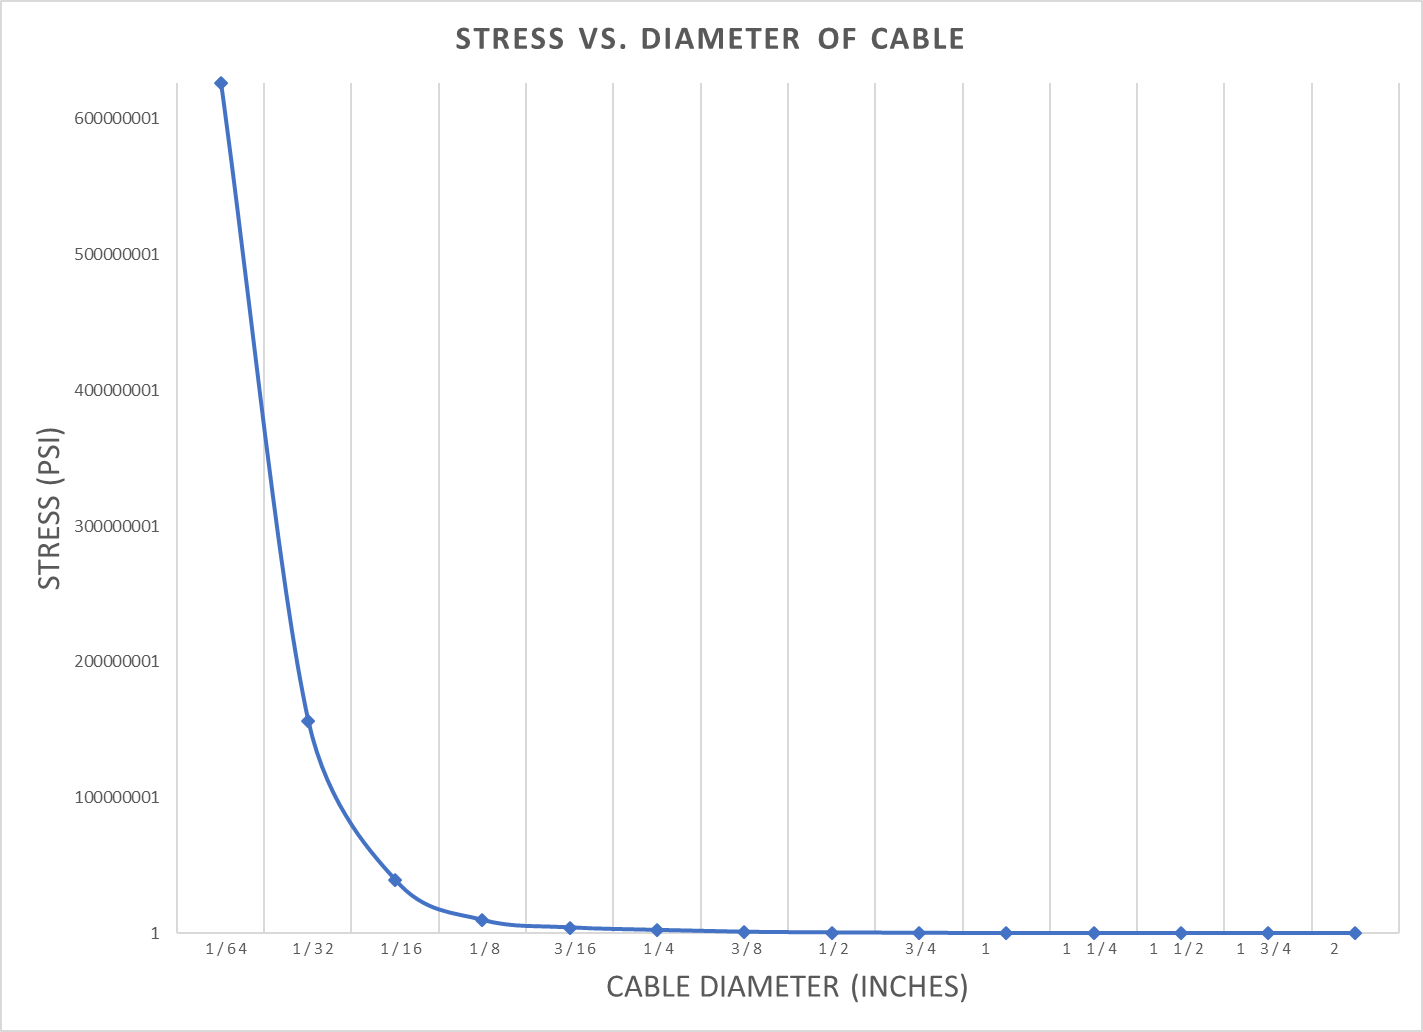 STRESS VS. DIAMETER OF CABLE
600000001
500000001
400000001
300000001
200000001
100000001
1
STRESS (PSI)
1/64 1/32 1/16 1/8 3/16 1/4 3/8 1/2 3/4 1 1 1/4 1 1/2 1 3/4 2
CABLE DIAMETER (INCHES)